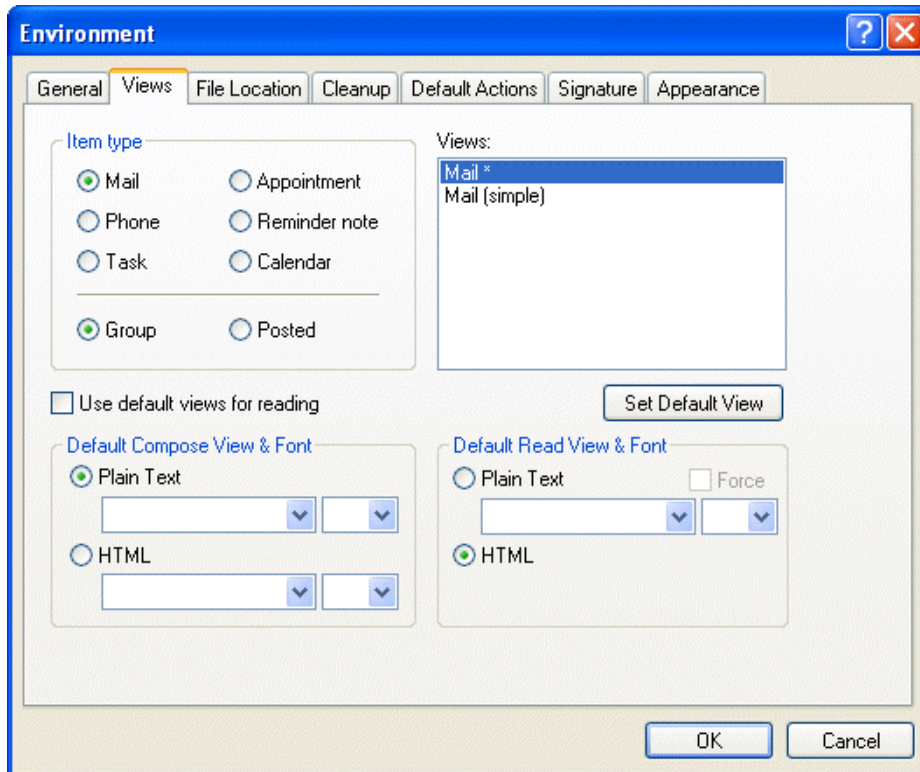 Environment
General Views File Location Cleanup Default Actions Signature Appearance
Item type
Mail Appointment
Phone Reminder note
Task Calendar
Group Posted
Views:
Mail *
Mail (simple)
Use default views for reading
Set Default View
Default Compose View & Font
Plain Text
HTML
Default Read View & Font
Plain Text Force
HTML
OK Cancel